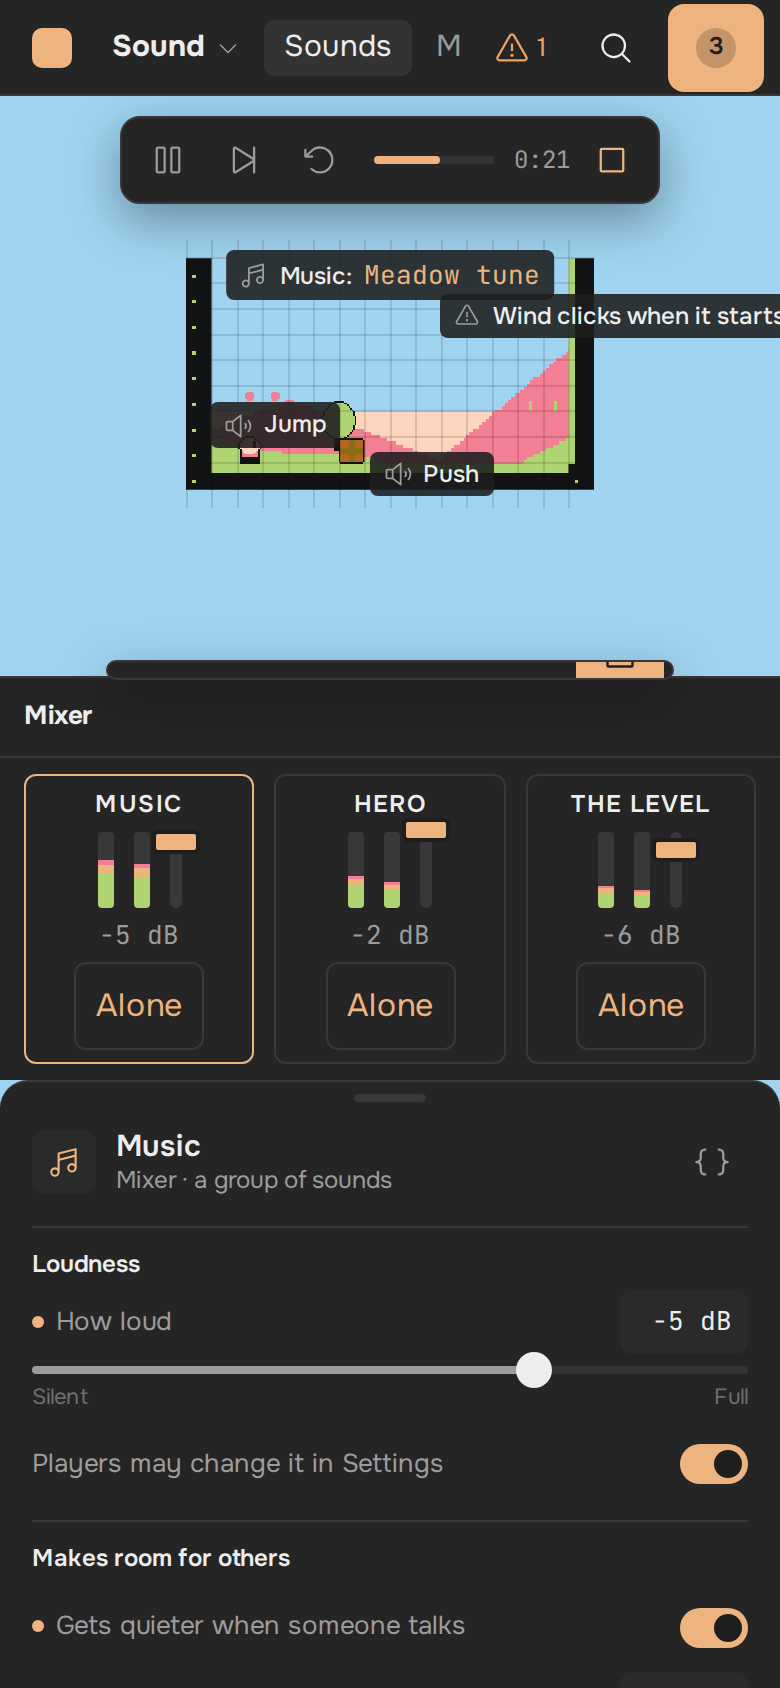 Sound Sounds M 1 3
0:21
Music: Meadow tune
Wind clicks when it starts
Jump
Push
Mixer
MUSIC HERO THE LEVEL
-5 dB -2 dB -6 dB
Alone Alone Alone
Music
Mixer · a group of sounds
{ }
Loudness
How loud -5 dB
Silent Full
Players may change it in Settings
Makes room for others
Gets quieter when someone talks